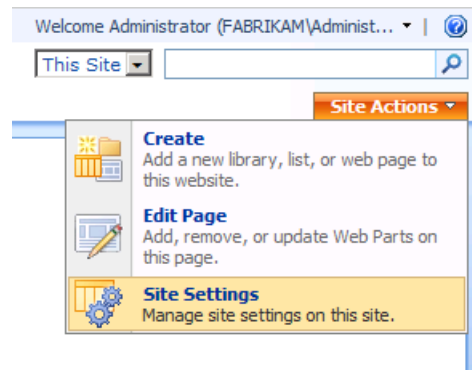 Welcome Administrator (FABRIKAM\Administ... |
This Site
Site Actions
Create
Add a new library, list, or web page to
this website.
Edit Page
Add, remove, or update Web Parts on
this page.
Site Settings
Manage site settings on this site.